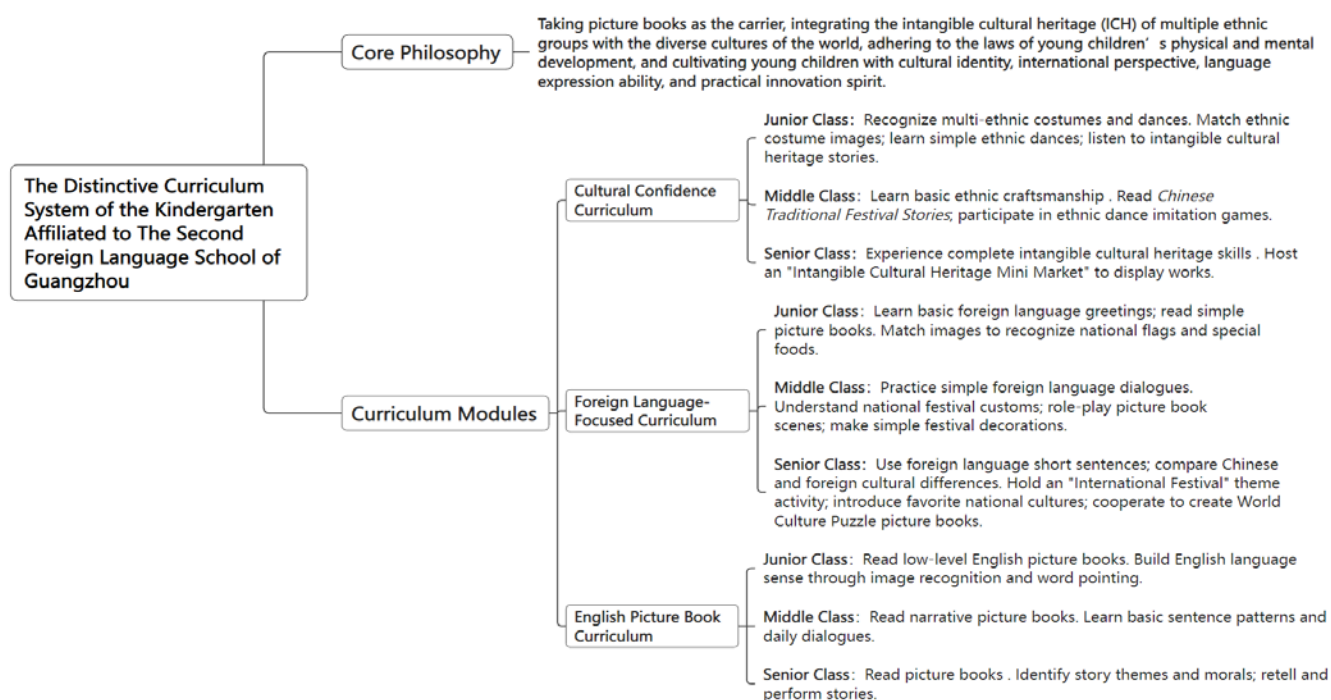 Taking picture books as the carrier, integrating the intangible cultural heritage (ICH) of multiple ethnic
groups with the diverse cultures of the world, adhering to the laws of young children’ s physical and mental
development, and cultivating young children with cultural identity, international perspective, language
expression ability, and practical innovation spirit.
Core Philosophy
The Distinctive Curriculum
System of the Kindergarten
Affiliated to The Second
Foreign Language School of
Guangzhou
Curriculum Modules
Cultural Confidence
Curriculum
Junior Class: Recognize multi-ethnic costumes and dances. Match ethnic
costume images; learn simple ethnic dances; listen to intangible cultural
heritage stories.
Middle Class: Learn basic ethnic craftsmanship . Read Chinese
Traditional Festival Stories; participate in ethnic dance imitation games.
Senior Class: Experience complete intangible cultural heritage skills . Host
an "Intangible Cultural Heritage Mini Market" to display works.
Foreign Language-
Focused Curriculum
Junior Class: Learn basic foreign language greetings; read simple
picture books. Match images to recognize national flags and special
foods.
Middle Class: Practice simple foreign language dialogues.
Understand national festival customs; role-play picture book
scenes; make simple festival decorations.
Senior Class: Use foreign language short sentences; compare Chinese
and foreign cultural differences. Hold an "International Festival" theme
activity; introduce favorite national cultures; cooperate to create World
Culture Puzzle picture books.
English Picture Book
Curriculum
Junior Class: Read low-level English picture books. Build English language
sense through image recognition and word pointing.
Middle Class: Read narrative picture books. Learn basic sentence patterns and
daily dialogues.
Senior Class: Read picture books . Identify story themes and morals; retell and
perform stories.